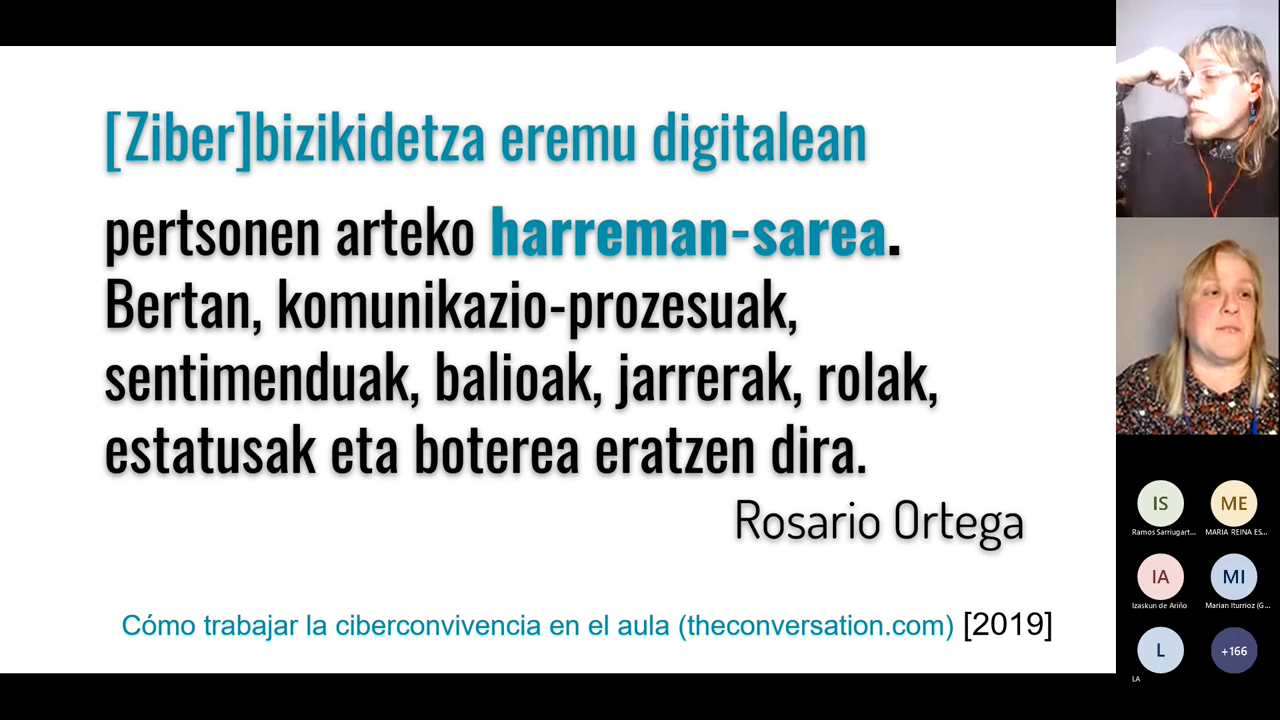 [Ziber]bizikidetza eremu digitalean
pertsonen arteko harreman-sarea.
Bertan, komunikazio-prozesuak,
sentimenduak, balioak, jarrerak, rolak,
estatusak eta boterea eratzen dira.
Rosario Ortega
Cómo trabajar la ciberconvivencia en el aula (theconversation.com) [2019]
IS ME
Ramos Sarriugart... MARIA REINA ES...
IA MI
Izaskun de Ariño Marian Iturrioz (G...
L +166
LA